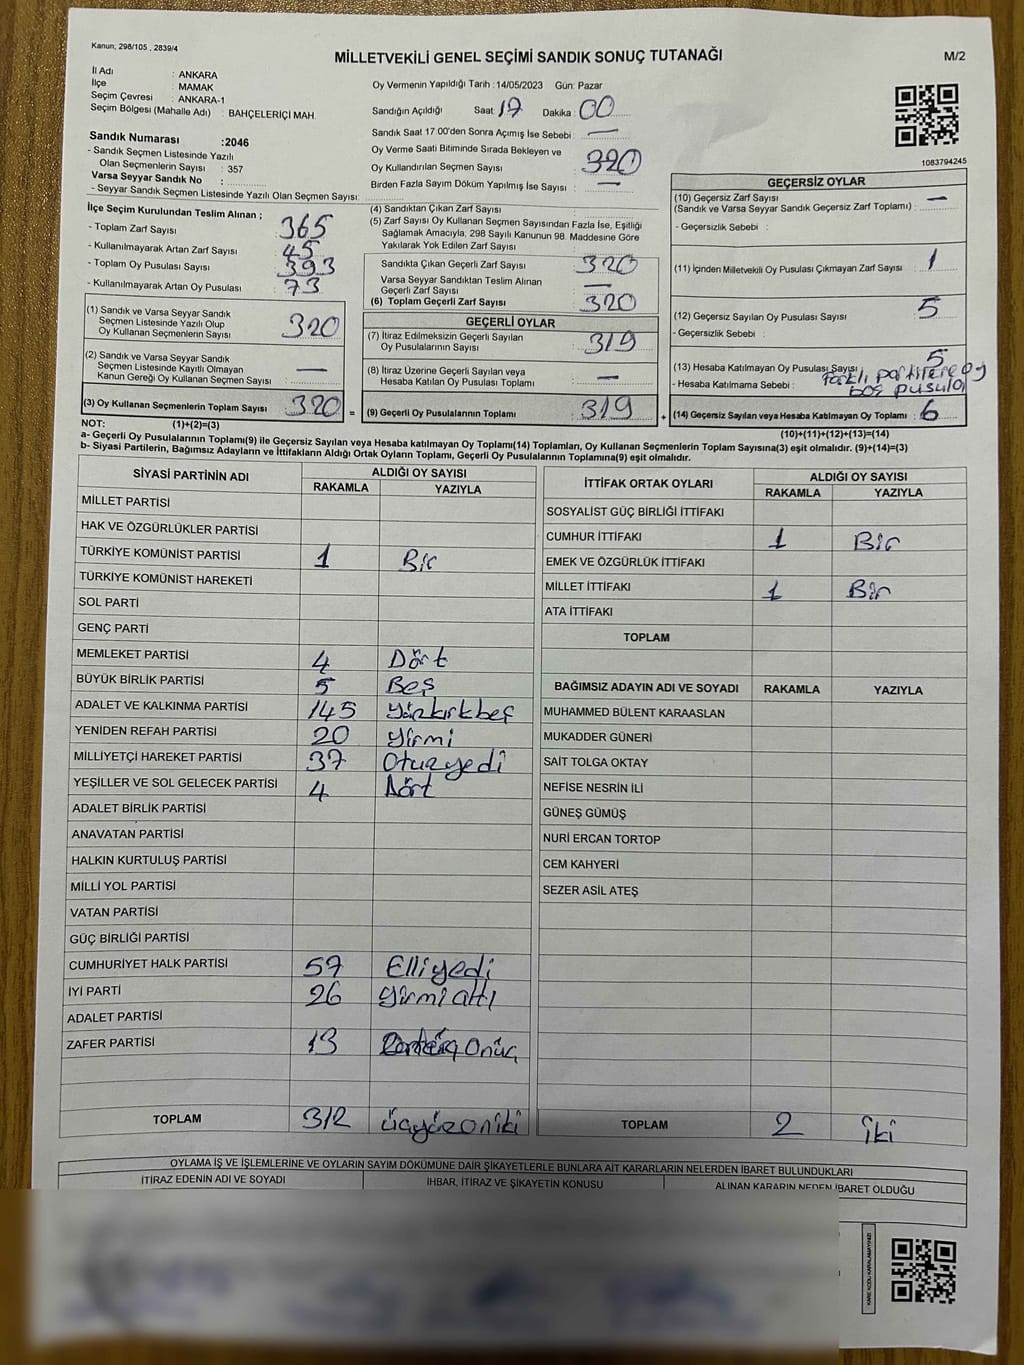 Kanun, 298/105 , 2839/4
MİLLETVEKİLİ GENEL SEÇİMİ SANDIK SONUÇ TUTANAĞI
M/2
İl Adı : ANKARA
İlçe : MAMAK
Seçim Çevresi : ANKARA-1
Seçim Bölgesi (Mahalle Adı) : BAHÇELERİÇİ MAH.
Sandık Numarası :2046
- Sandık Seçmen Listesinde Yazılı
Olan Seçmenlerin Sayısı : 357
Varsa Seyyar Sandık No :
- Seyyar Sandık Seçmen Listesinde Yazılı Olan Seçmen Sayısı:
Oy Vermenin Yapıldığı Tarih :14/05/2023 Gün: Pazar
Sandığın Açıldığı Saat: 17 Dakika : 00
Sandık Saat 17.00'den Sonra Açımış İse Sebebi : —
Oy Verme Saati Bitiminde Sırada Bekleyen ve
Oy Kullandırılan Seçmen Sayısı : 320
Birden Fazla Sayım Döküm Yapılmış İse Sayısı : —
1083794245
İlçe Seçim Kurulundan Teslim Alınan ;
- Toplam Zarf Sayısı : 365
- Kullanılmayarak Artan Zarf Sayısı : 45
- Toplam Oy Pusulası Sayısı : 393
- Kullanılmayarak Artan Oy Pusulası : 73
(1) Sandık ve Varsa Seyyar Sandık
Seçmen Listesinde Yazılı Olup
Oy Kullanan Seçmenlerin Sayısı : 320
(2) Sandık ve Varsa Seyyar Sandık
Seçmen Listesinde Kayıtlı Olmayan
Kanun Gereği Oy Kullanan Seçmen Sayısı : —
(3) Oy Kullanan Seçmenlerin Toplam Sayısı : 320 =
(4) Sandıktan Çıkan Zarf Sayısı :
(5) Zarf Sayısı Oy Kullanan Seçmen Sayısından Fazla İse, Eşitliği
Sağlamak Amacıyla, 298 Sayılı Kanunun 98. Maddesine Göre
Yakılarak Yok Edilen Zarf Sayısı :
Sandıkta Çıkan Geçerli Zarf Sayısı : 320
Varsa Seyyar Sandıktan Teslim Alınan
Geçerli Zarf Sayısı : —
(6) Toplam Geçerli Zarf Sayısı : 320
GEÇERLİ OYLAR
(7) İtiraz Edilmeksizin Geçerli Sayılan
Oy Pusulalarının Sayısı : 319
(8) İtiraz Üzerine Geçerli Sayılan veya
Hesaba Katılan Oy Pusulası Toplamı : —
(9) Geçerli Oy Pusulalarının Toplamı : 319 +
GEÇERSİZ OYLAR
(10) Geçersiz Zarf Sayısı : —
(Sandık ve Varsa Seyyar Sandık Geçersiz Zarf Toplamı)
- Geçersizlik Sebebi :
(11) İçinden Milletvekili Oy Pusulası Çıkmayan Zarf Sayısı : 1
(12) Geçersiz Sayılan Oy Pusulası Sayısı : 5
- Geçersizlik Sebebi :
(13) Hesaba Katılmayan Oy Pusulası Sayısı : 5
- Hesaba Katılmama Sebebi : Farklı partilere oy
boş pusula
(14) Geçersiz Sayılan veya Hesaba Katılmayan Oy Toplamı : 6
NOT: (1)+(2)=(3)
(10)+(11)+(12)+(13)=(14)
a- Geçerli Oy Pusulalarının Toplamı(9) ile Geçersiz Sayılan veya Hesaba katılmayan Oy Toplamı(14) Toplamları, Oy Kullanan Seçmenlerin Toplam Sayısına(3) eşit olmalıdır. (9)+(14)=(3)
b- Siyasi Partilerin, Bağımsız Adayların ve İttifakların Aldığı Ortak Oyların Toplamı, Geçerli Oy Pusulalarının Toplamına(9) eşit olmalıdır.
SİYASİ PARTİNİN ADI ALDIĞI OY SAYISI
RAKAMLA YAZIYLA
MİLLET PARTİSİ
HAK VE ÖZGÜRLÜKLER PARTİSİ
TÜRKİYE KOMÜNİST PARTİSİ 1 Bir
TÜRKİYE KOMÜNİST HAREKETİ
SOL PARTİ
GENÇ PARTİ
MEMLEKET PARTİSİ 4 Dört
BÜYÜK BİRLİK PARTİSİ 5 Beş
ADALET VE KALKINMA PARTİSİ 145 Yüzkırkbeş
YENİDEN REFAH PARTİSİ 20 Yirmi
MİLLİYETÇİ HAREKET PARTİSİ 37 Otuzyedi
YEŞİLLER VE SOL GELECEK PARTİSİ 4 Dört
ADALET BİRLİK PARTİSİ
ANAVATAN PARTİSİ
HALKIN KURTULUŞ PARTİSİ
MİLLİ YOL PARTİSİ
VATAN PARTİSİ
GÜÇ BİRLİĞİ PARTİSİ
CUMHURİYET HALK PARTİSİ 57 Elliyedi
İYİ PARTİ 26 Yirmialtı
ADALET PARTİSİ
ZAFER PARTİSİ 13 Onüç
TOPLAM 312 üçyüzoniki
İTTİFAK ORTAK OYLARI ALDIĞI OY SAYISI
RAKAMLA YAZIYLA
SOSYALİST GÜÇ BİRLİĞİ İTTİFAKI
CUMHUR İTTİFAKI 1 Bir
EMEK VE ÖZGÜRLÜK İTTİFAKI
MİLLET İTTİFAKI 1 Bir
ATA İTTİFAKI
TOPLAM
BAĞIMSIZ ADAYIN ADI VE SOYADI RAKAMLA YAZIYLA
MUHAMMED BÜLENT KARAASLAN
MUKADDER GÜNERİ
SAİT TOLGA OKTAY
NEFİSE NESRİN İLİ
GÜNEŞ GÜMÜŞ
NURİ ERCAN TORTOP
CEM KAHYERİ
SEZER ASİL ATEŞ
TOPLAM 2 İki
OYLAMA İŞ VE İŞLEMLERİNE VE OYLARIN SAYIM DÖKÜMÜNE DAİR ŞİKAYETLERLE BUNLARA AİT KARARLARIN NELERDEN İBARET BULUNDUKLARI
İTİRAZ EDENİN ADI VE SOYADI İHBAR, İTİRAZ VE ŞİKAYETİN KONUSU ALINAN KARARIN NEDEN İBARET OLDUĞU
KARE KODU KARALAMAYINIZ!